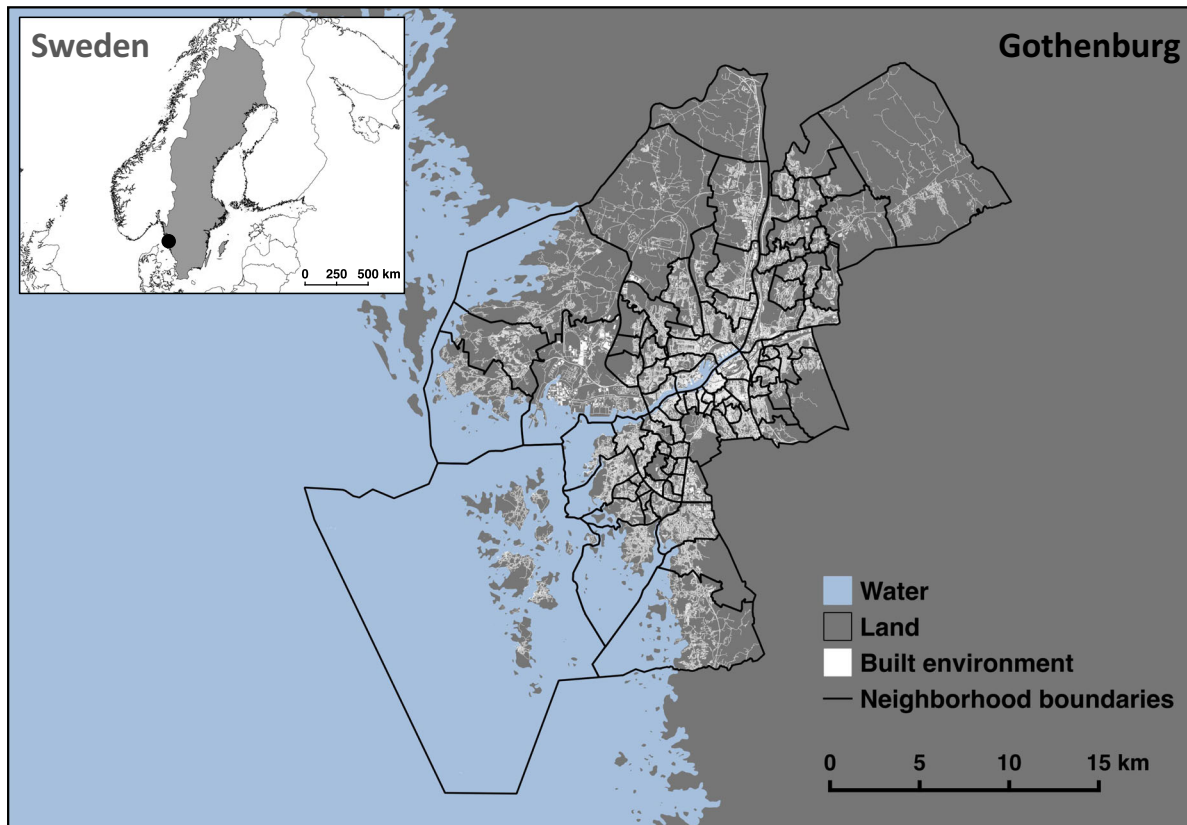 Sweden
Gothenburg
0 250 500 km
Water
Land
Built environment
Neighborhood boundaries
0 5 10 15 km